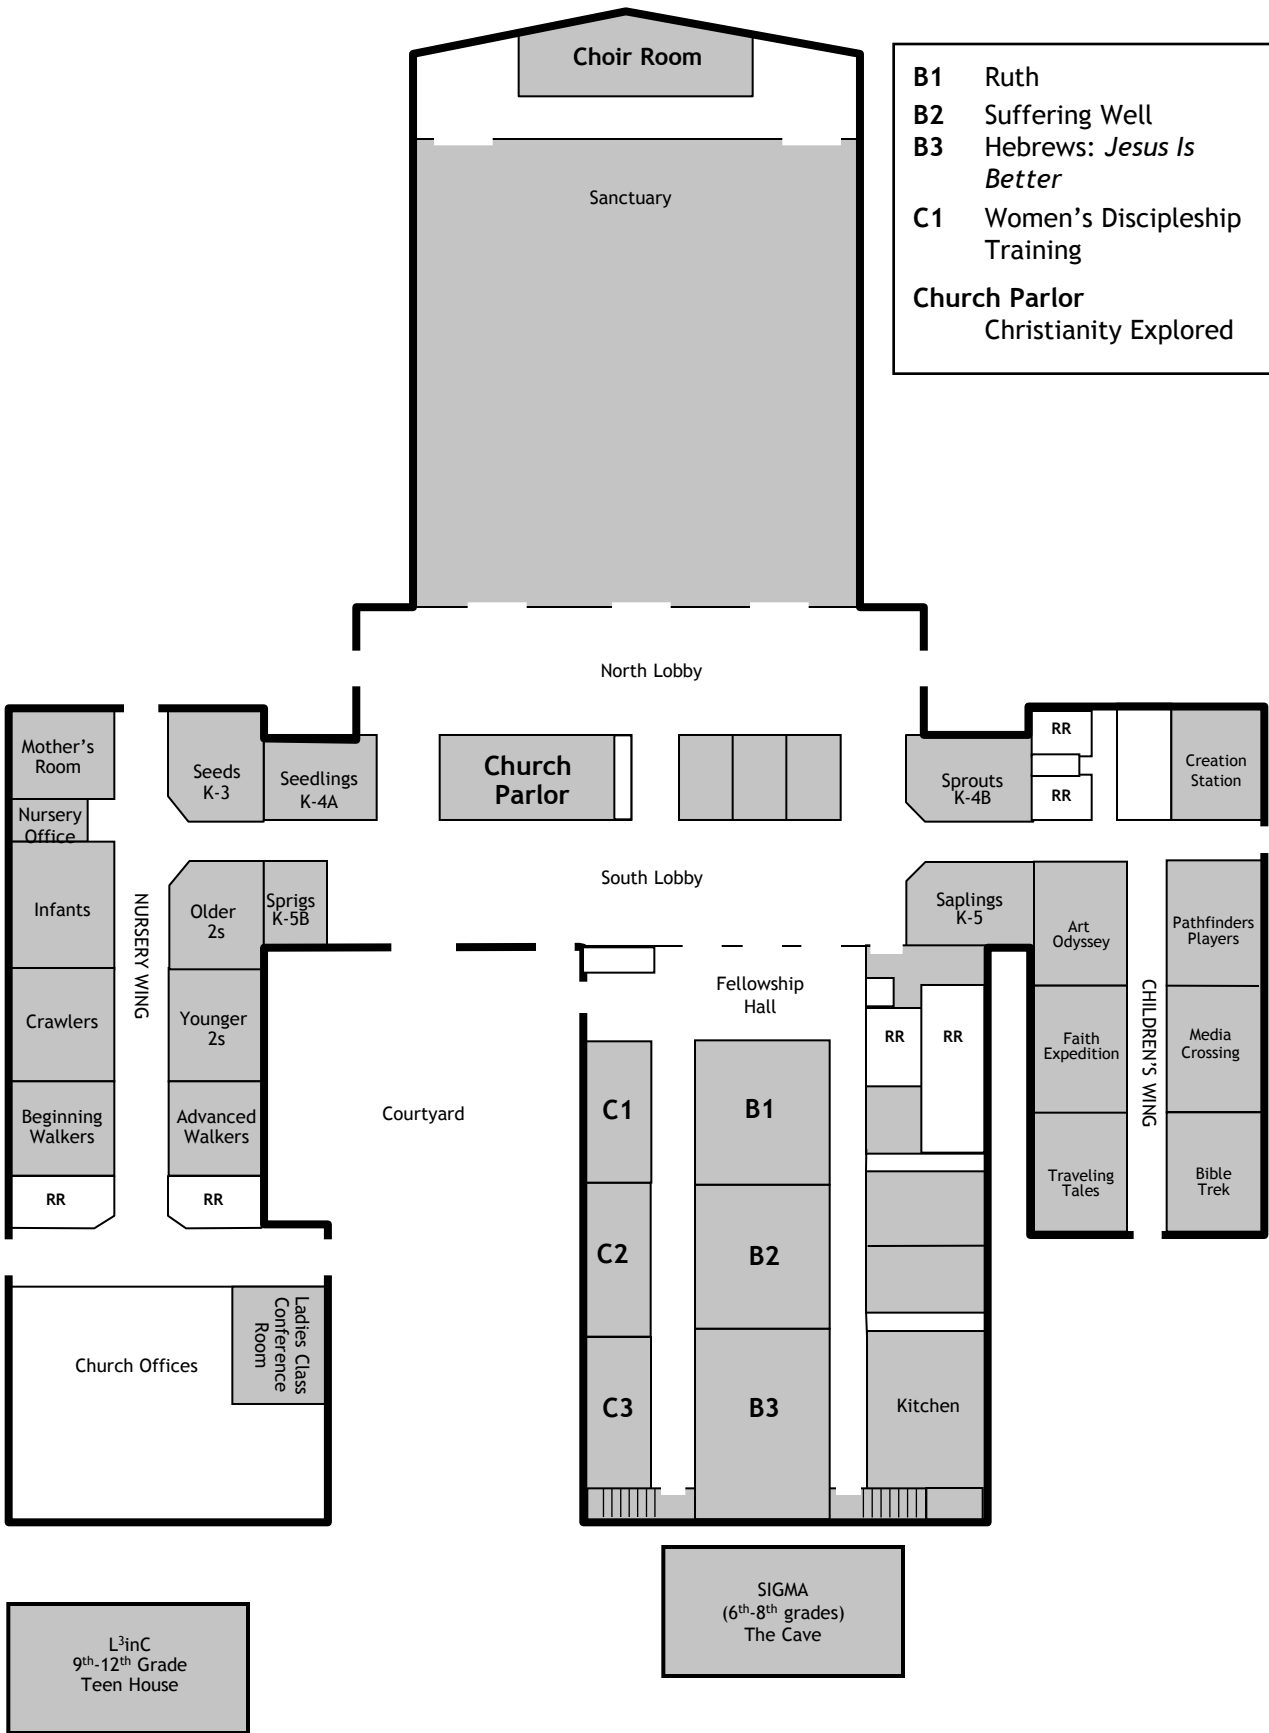 Choir Room
B1 Ruth
B2 Suffering Well
B3 Hebrews: Jesus Is
Better
C1 Women’s Discipleship
Training
Church Parlor
Christianity Explored
Sanctuary
North Lobby
Mother’s
Room
Seeds
K-3
Seedlings
K-4A
Church
Parlor
Sprouts
K-4B
RR
RR
Creation
Station
Nursery
Office
South Lobby
Infants
NURSERY WING
Older
2s
Sprigs
K-5B
Saplings
K-5
Art
Odyssey
Pathfinders
Players
Fellowship
Hall
Crawlers
Younger
2s
RR
RR
Faith
Expedition
CHILDREN’S WING
Media
Crossing
Beginning
Walkers
Advanced
Walkers
Courtyard
C1
B1
Traveling
Tales
Bible
Trek
RR
RR
C2
B2
Church Offices
Ladies Class
Conference
Room
C3
B3
Kitchen
SIGMA
(6th-8th grades)
The Cave
L3inC
9th-12th Grade
Teen House